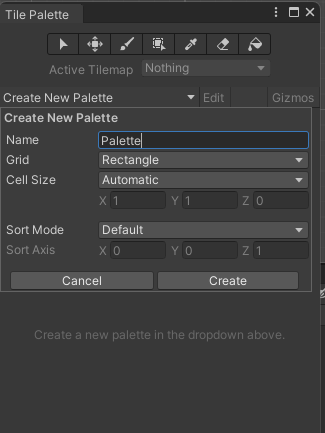 Tile Palette
Active Tilemap Nothing
Create New Palette Edit Gizmos
Create New Palette
Name Palette
Grid Rectangle
Cell Size Automatic
X 1 Y 1 Z 0
Sort Mode Default
Sort Axis X 0 Y 0 Z 1
Cancel Create
Create a new palette in the dropdown above.